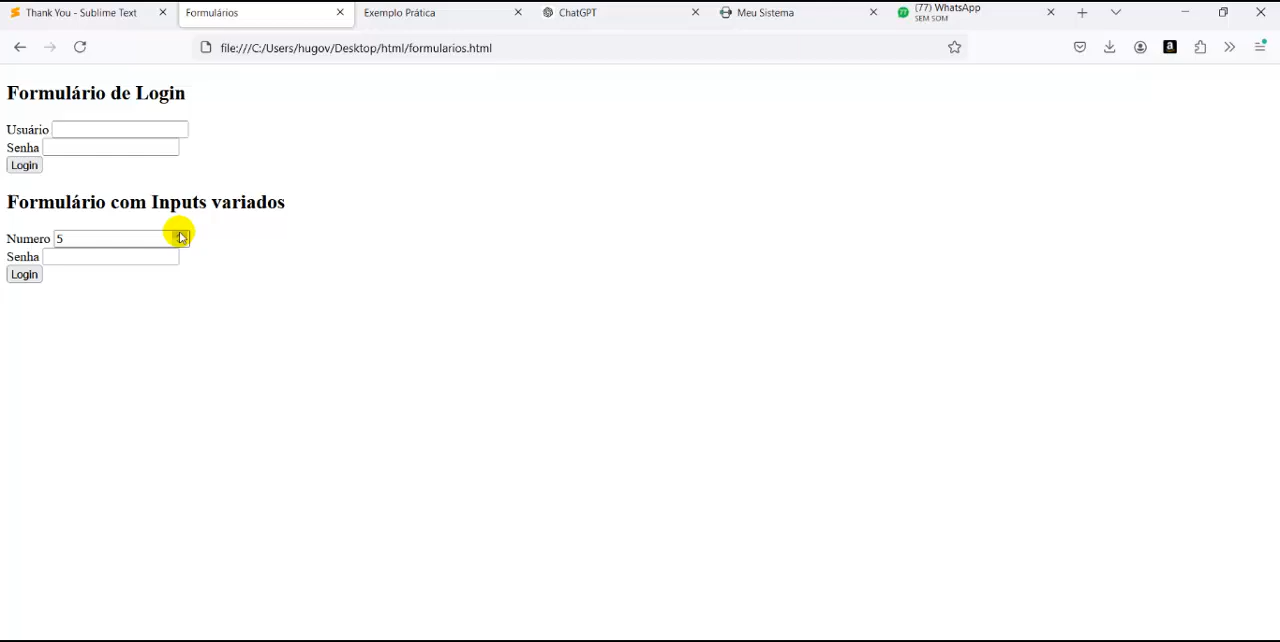 Thank You - Sublime Text
Formulários
Exemplo Prática
ChatGPT
Meu Sistema
77
(77) WhatsApp
SEM SOM
file:///C:/Users/hugov/Desktop/html/formularios.html
a
Formulário de Login
Usuário
Senha
Login
Formulário com Inputs variados
Numero 5
Senha
Login